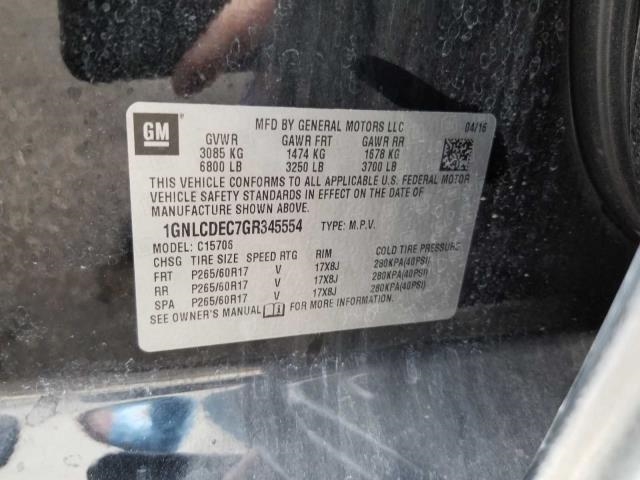 GM
MFD BY GENERAL MOTORS LLC 04/16
GVWR GAWR FRT GAWR RR
3085 KG 1474 KG 1678 KG
6800 LB 3250 LB 3700 LB
THIS VEHICLE CONFORMS TO ALL APPLICABLE U.S. FEDERAL MOTOR
VEHICLE SAFETY STANDARDS IN EFFECT ON THE DATE OF
MANUFACTURE SHOWN ABOVE.
1GNLCDEC7GR345554 TYPE: M.P.V.
MODEL: C15706
CHSG TIRE SIZE SPEED RTG RIM COLD TIRE PRESSURE
FRT P265/60R17 V 17X8J 280KPA(40PSI)
RR P265/60R17 V 17X8J 280KPA(40PSI)
SPA P265/60R17 V 17X8J 280KPA(40PSI)
SEE OWNER'S MANUAL FOR MORE INFORMATION.